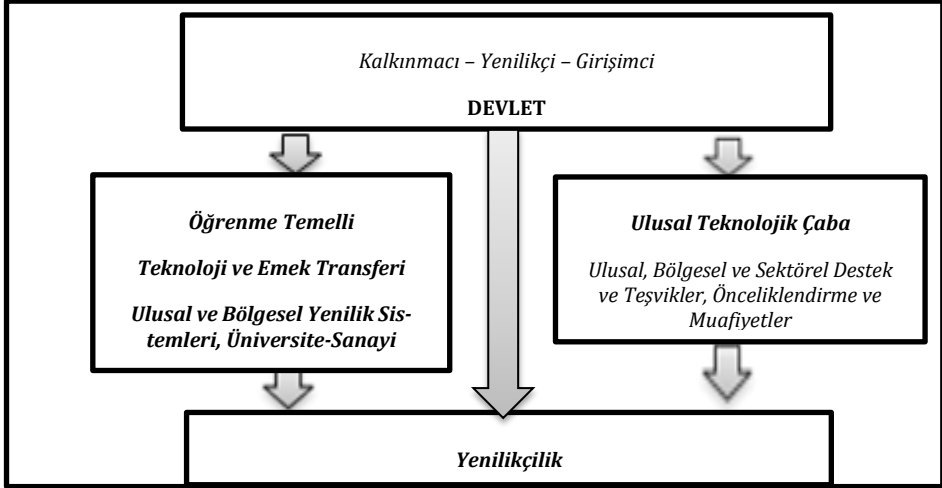 Kalkınmacı – Yenilikçi – Girişimci
DEVLET
Öğrenme Temelli
Teknoloji ve Emek Transferi
Ulusal ve Bölgesel Yenilik Sis-
temleri, Üniversite-Sanayi
Ulusal Teknolojik Çaba
Ulusal, Bölgesel ve Sektörel Destek
ve Teşvikler, Önceliklendirme ve
Muafiyetler
Yenilikçilik